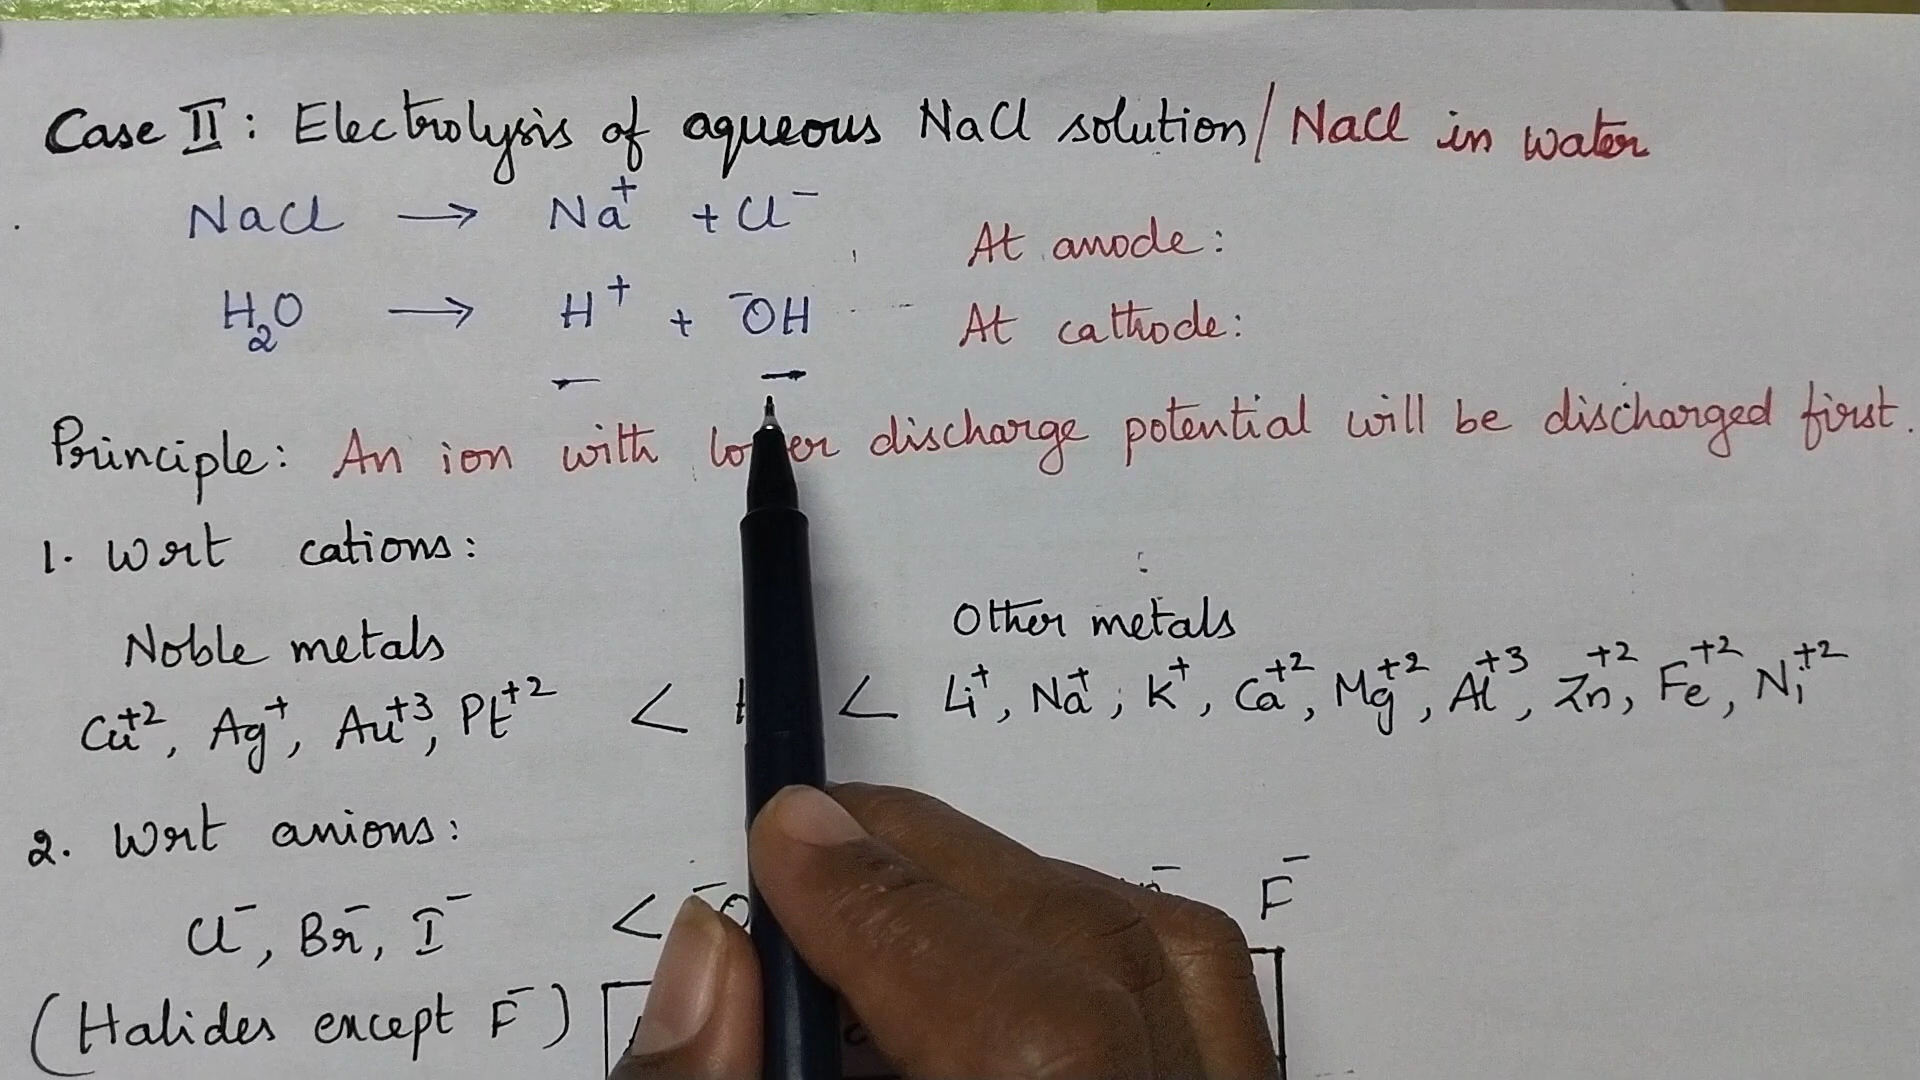 Case II: Electrolysis of aqueous NaCl solution/NaCl in water
NaCl → Na⁺ + Cl⁻
H₂O → H⁺ + ⁻OH
At anode:
At cathode:
Principle: An ion with lower discharge potential will be discharged first.
1. Wrt cations:
Noble metals
Cu⁺², Ag⁺, Au⁺³, Pt⁺² < <
Other metals
Li⁺, Na⁺, K⁺, Ca⁺², Mg⁺², Al⁺³, Zn⁺², Fe⁺², Ni⁺²
2. Wrt anions:
Cl⁻, Br⁻, I⁻ < F⁻
(Halides except F⁻)